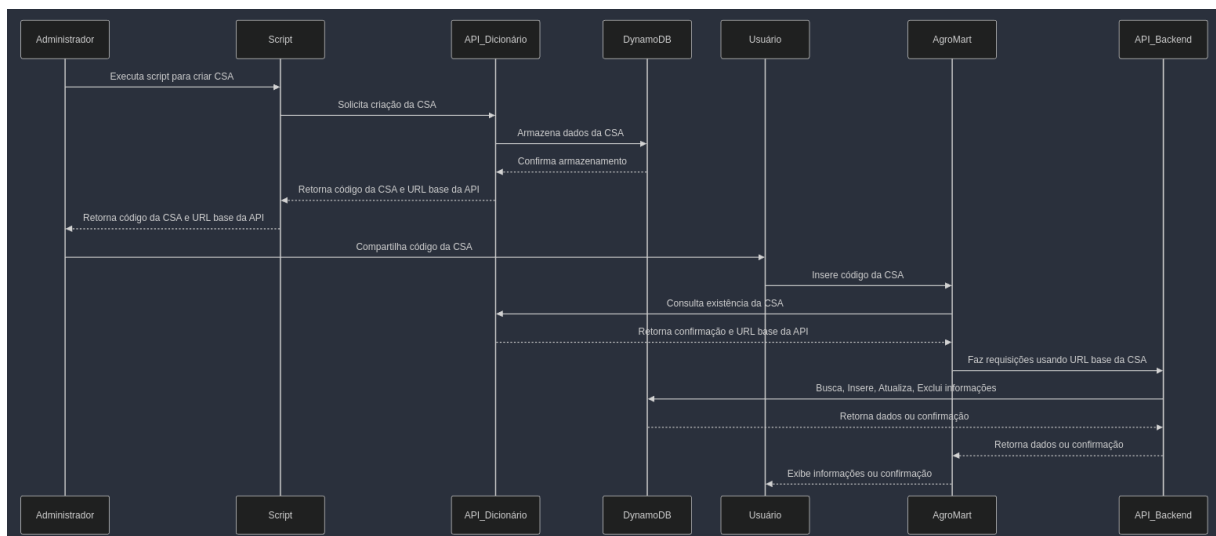 Administrador
Script
API_Dicionário
DynamoDB
Usuário
AgroMart
API_Backend
Executa script para criar CSA
Solicita criação da CSA
Armazena dados da CSA
Confirma armazenamento
Retorna código da CSA e URL base da API
Retorna código da CSA e URL base da API
Compartilha código da CSA
Insere código da CSA
Consulta existência da CSA
Retorna confirmação e URL base da API
Faz requisições usando URL base da CSA
Busca, Insere, Atualiza, Exclui informações
Retorna dados ou confirmação
Retorna dados ou confirmação
Exibe informações ou confirmação
Administrador
Script
API_Dicionário
DynamoDB
Usuário
AgroMart
API_Backend